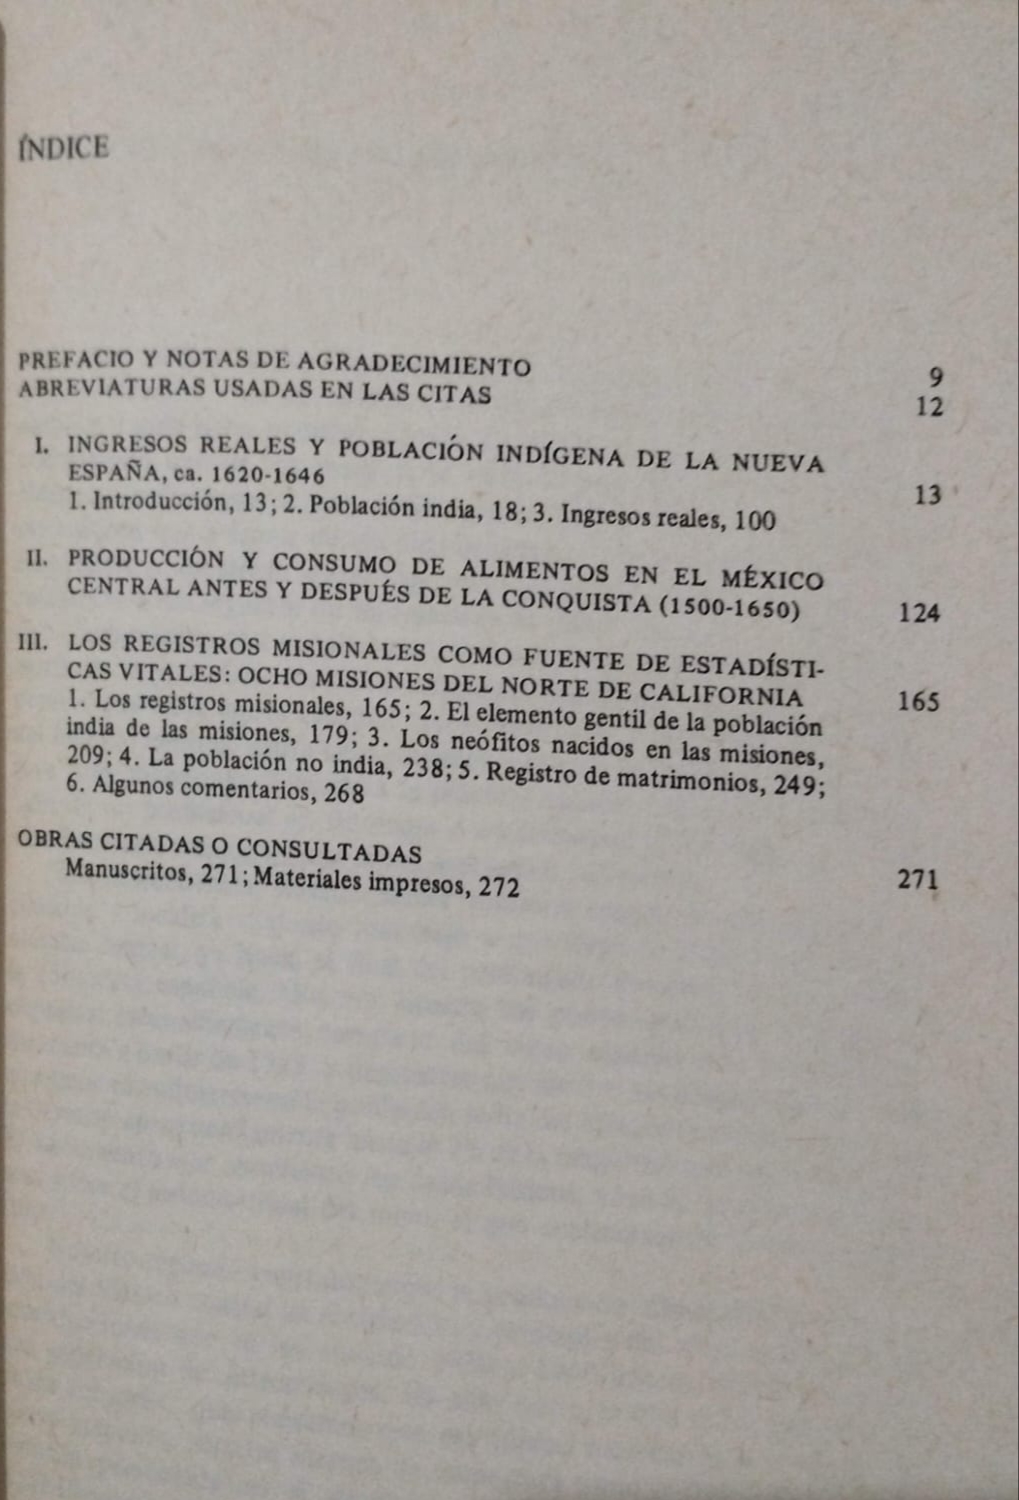 ÍNDICE
PREFACIO Y NOTAS DE AGRADECIMIENTO 9
ABREVIATURAS USADAS EN LAS CITAS 12
I. INGRESOS REALES Y POBLACIÓN INDÍGENA DE LA NUEVA
ESPAÑA, ca. 1620-1646 13
1. Introducción, 13; 2. Población india, 18; 3. Ingresos reales, 100
II. PRODUCCIÓN Y CONSUMO DE ALIMENTOS EN EL MÉXICO
CENTRAL ANTES Y DESPUÉS DE LA CONQUISTA (1500-1650) 124
III. LOS REGISTROS MISIONALES COMO FUENTE DE ESTADÍSTI-
CAS VITALES: OCHO MISIONES DEL NORTE DE CALIFORNIA 165
1. Los registros misionales, 165; 2. El elemento gentil de la población
india de las misiones, 179; 3. Los neófitos nacidos en las misiones,
209; 4. La población no india, 238; 5. Registro de matrimonios, 249;
6. Algunos comentarios, 268
OBRAS CITADAS O CONSULTADAS 271
Manuscritos, 271; Materiales impresos, 272